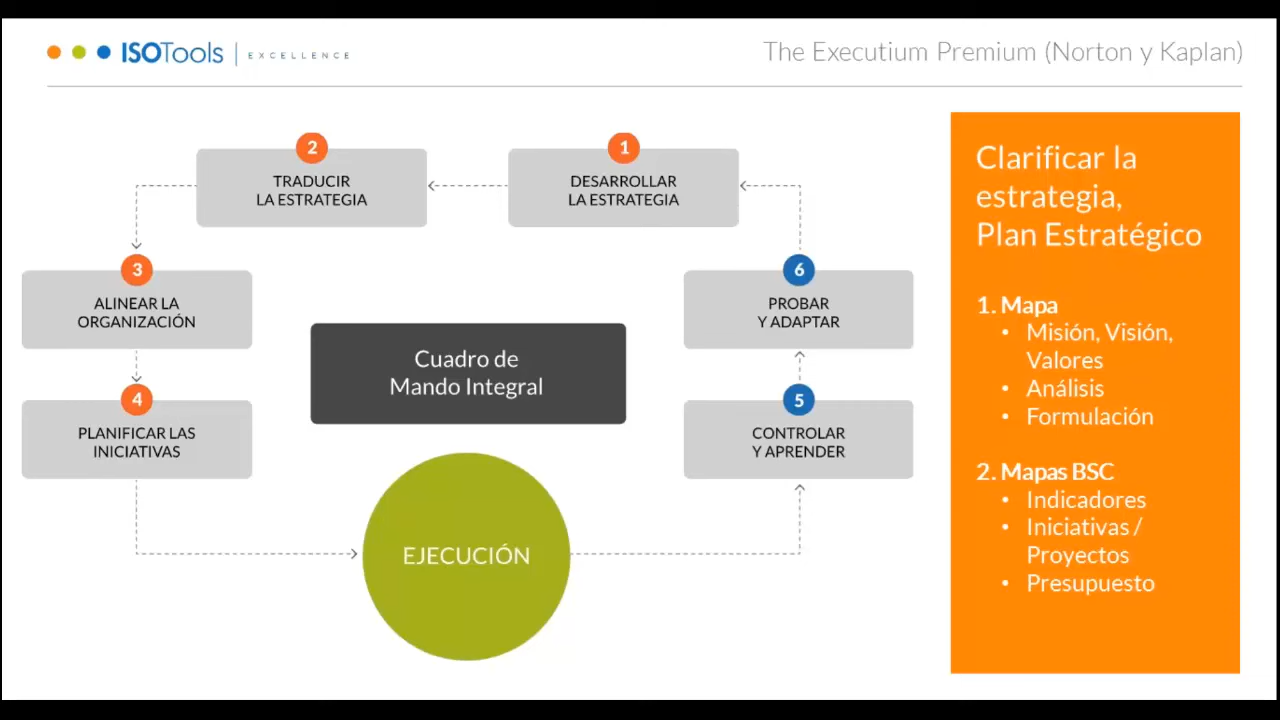 ISOTools | EXCELLENCE
The Executium Premium (Norton y Kaplan)
1
DESARROLLAR
LA ESTRATEGIA
2
TRADUCIR
LA ESTRATEGIA
3
ALINEAR LA
ORGANIZACIÓN
4
PLANIFICAR LAS
INICIATIVAS
Cuadro de
Mando Integral
EJECUCIÓN
5
CONTROLAR
Y APRENDER
6
PROBAR
Y ADAPTAR
Clarificar la
estrategia,
Plan Estratégico
1. Mapa
• Misión, Visión,
Valores
• Análisis
• Formulación
2. Mapas BSC
• Indicadores
• Iniciativas /
Proyectos
• Presupuesto